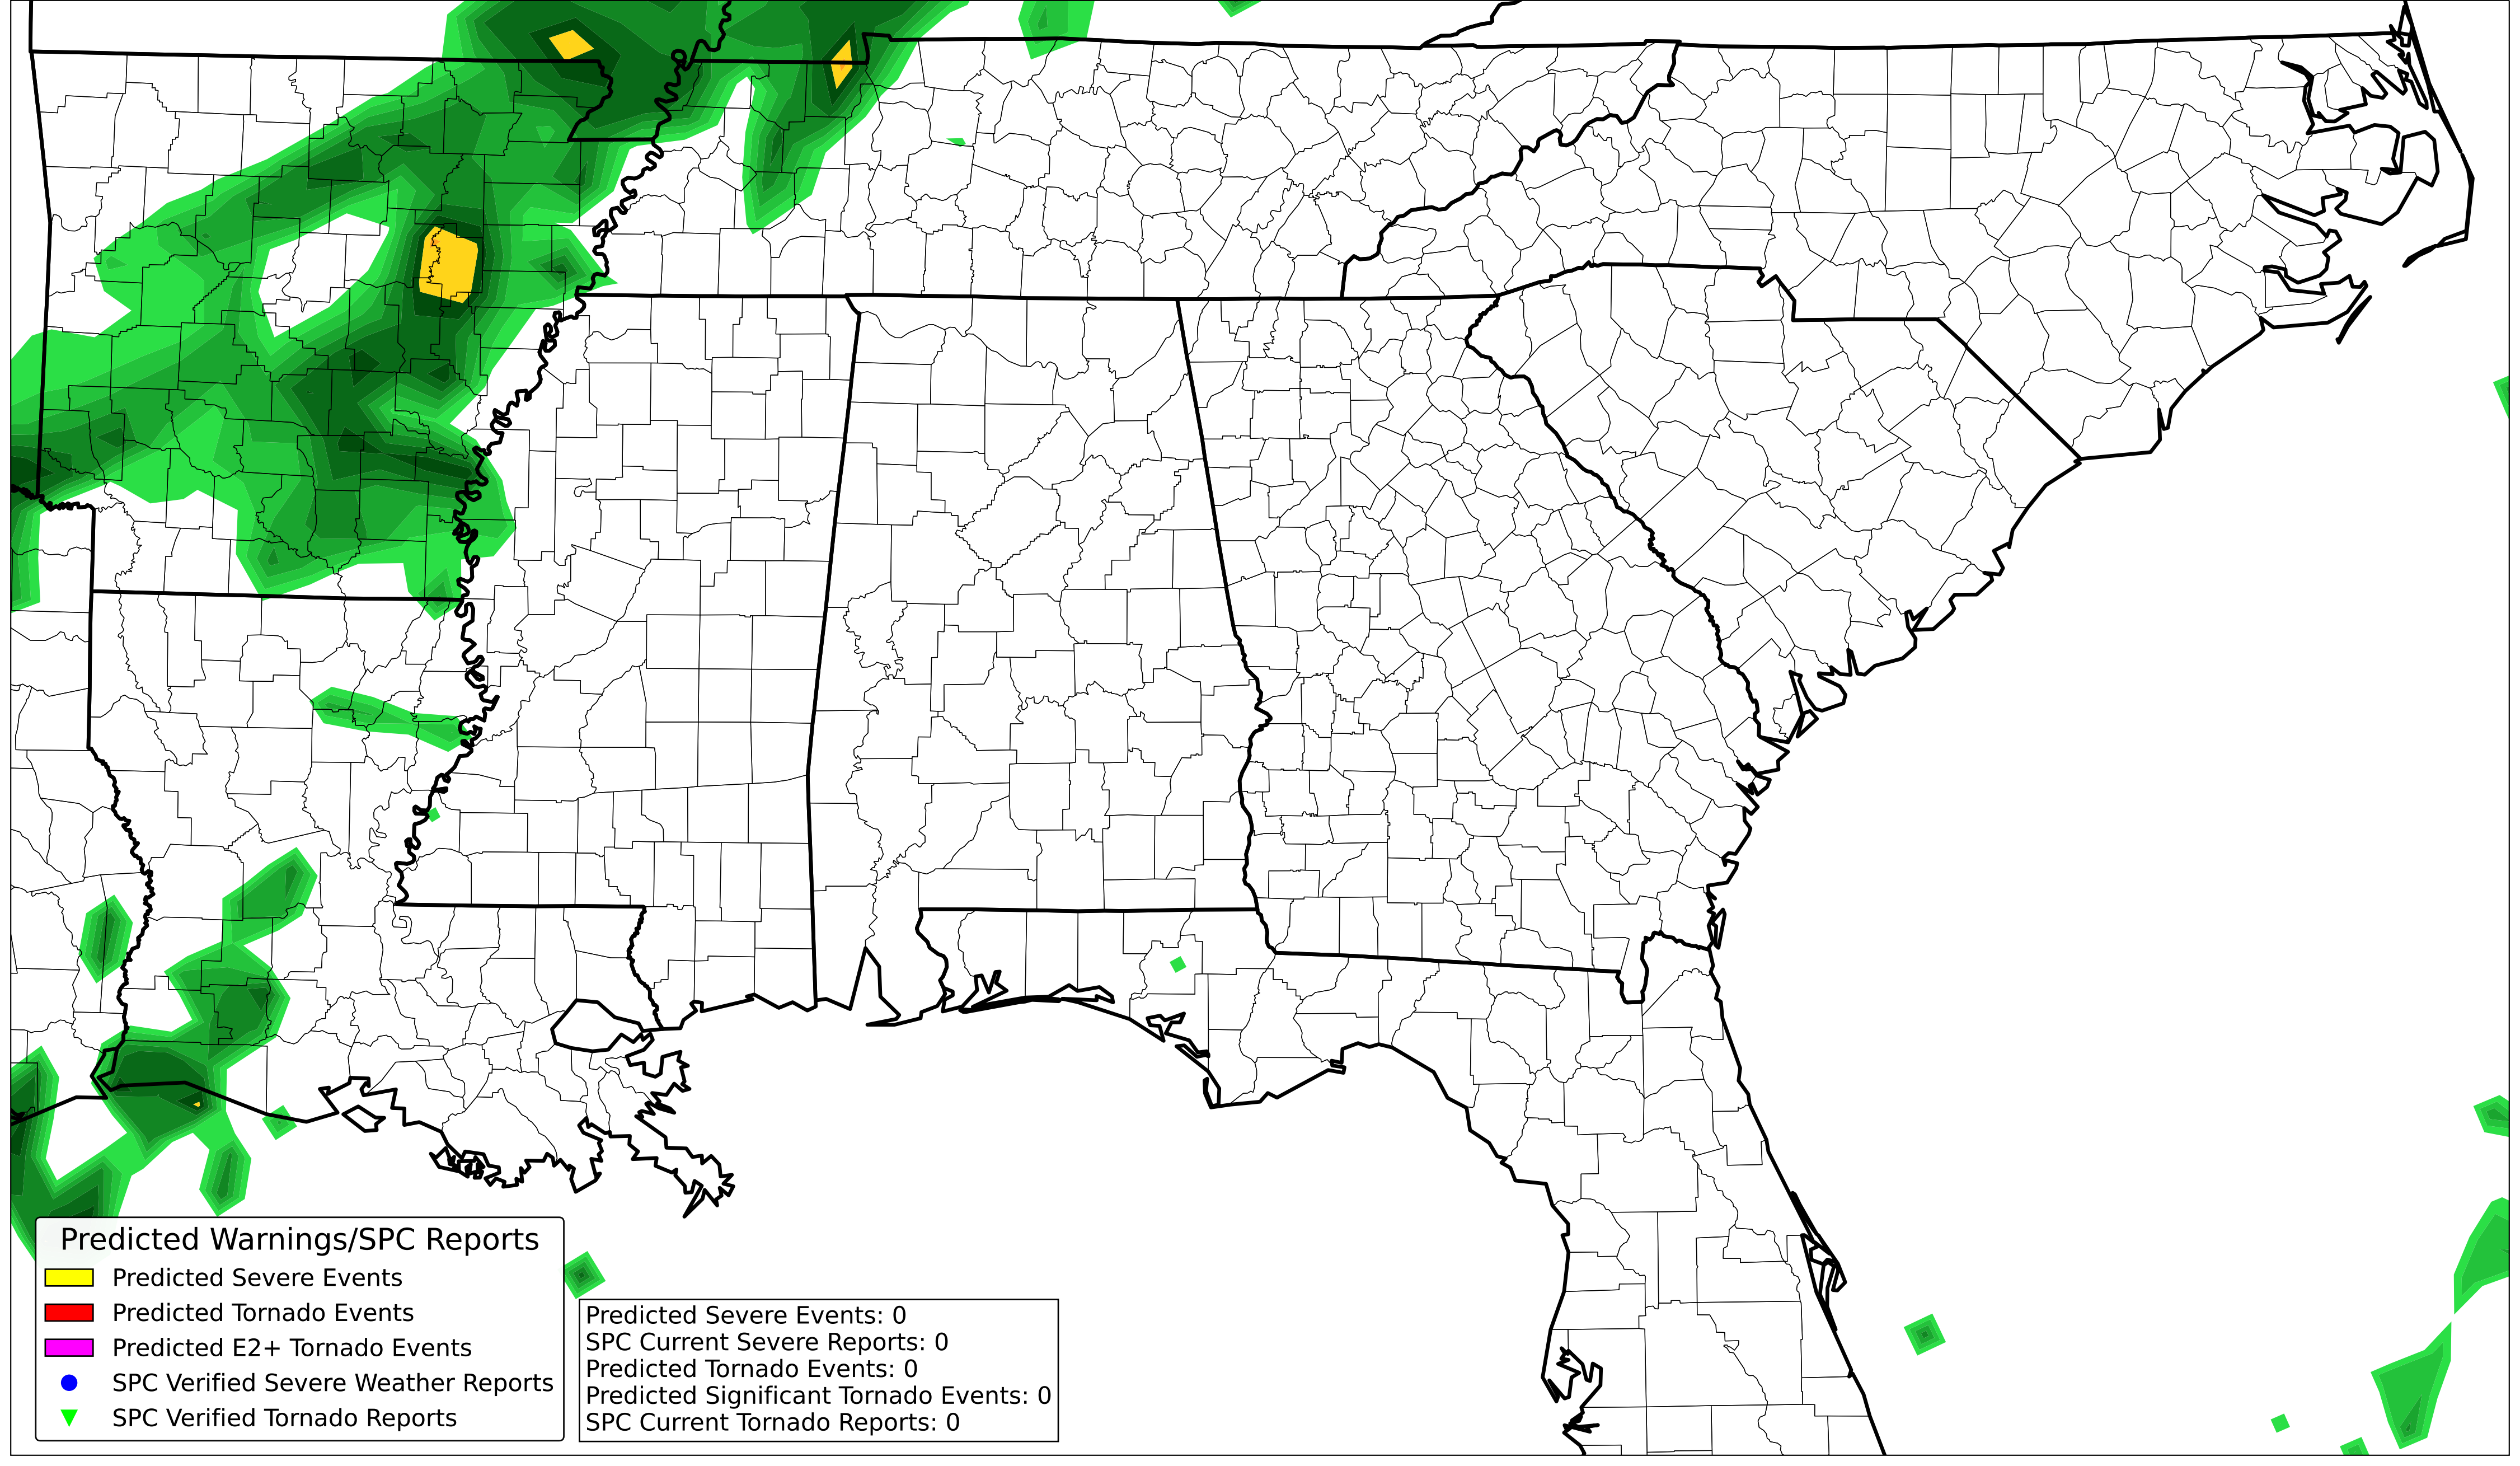 Predicted Warnings/SPC Reports
Predicted Severe Events
Predicted Tornado Events
Predicted E2+ Tornado Events
SPC Verified Severe Weather Reports
SPC Verified Tornado Reports
Predicted Severe Events: 0
SPC Current Severe Reports: 0
Predicted Tornado Events: 0
Predicted Significant Tornado Events: 0
SPC Current Tornado Reports: 0